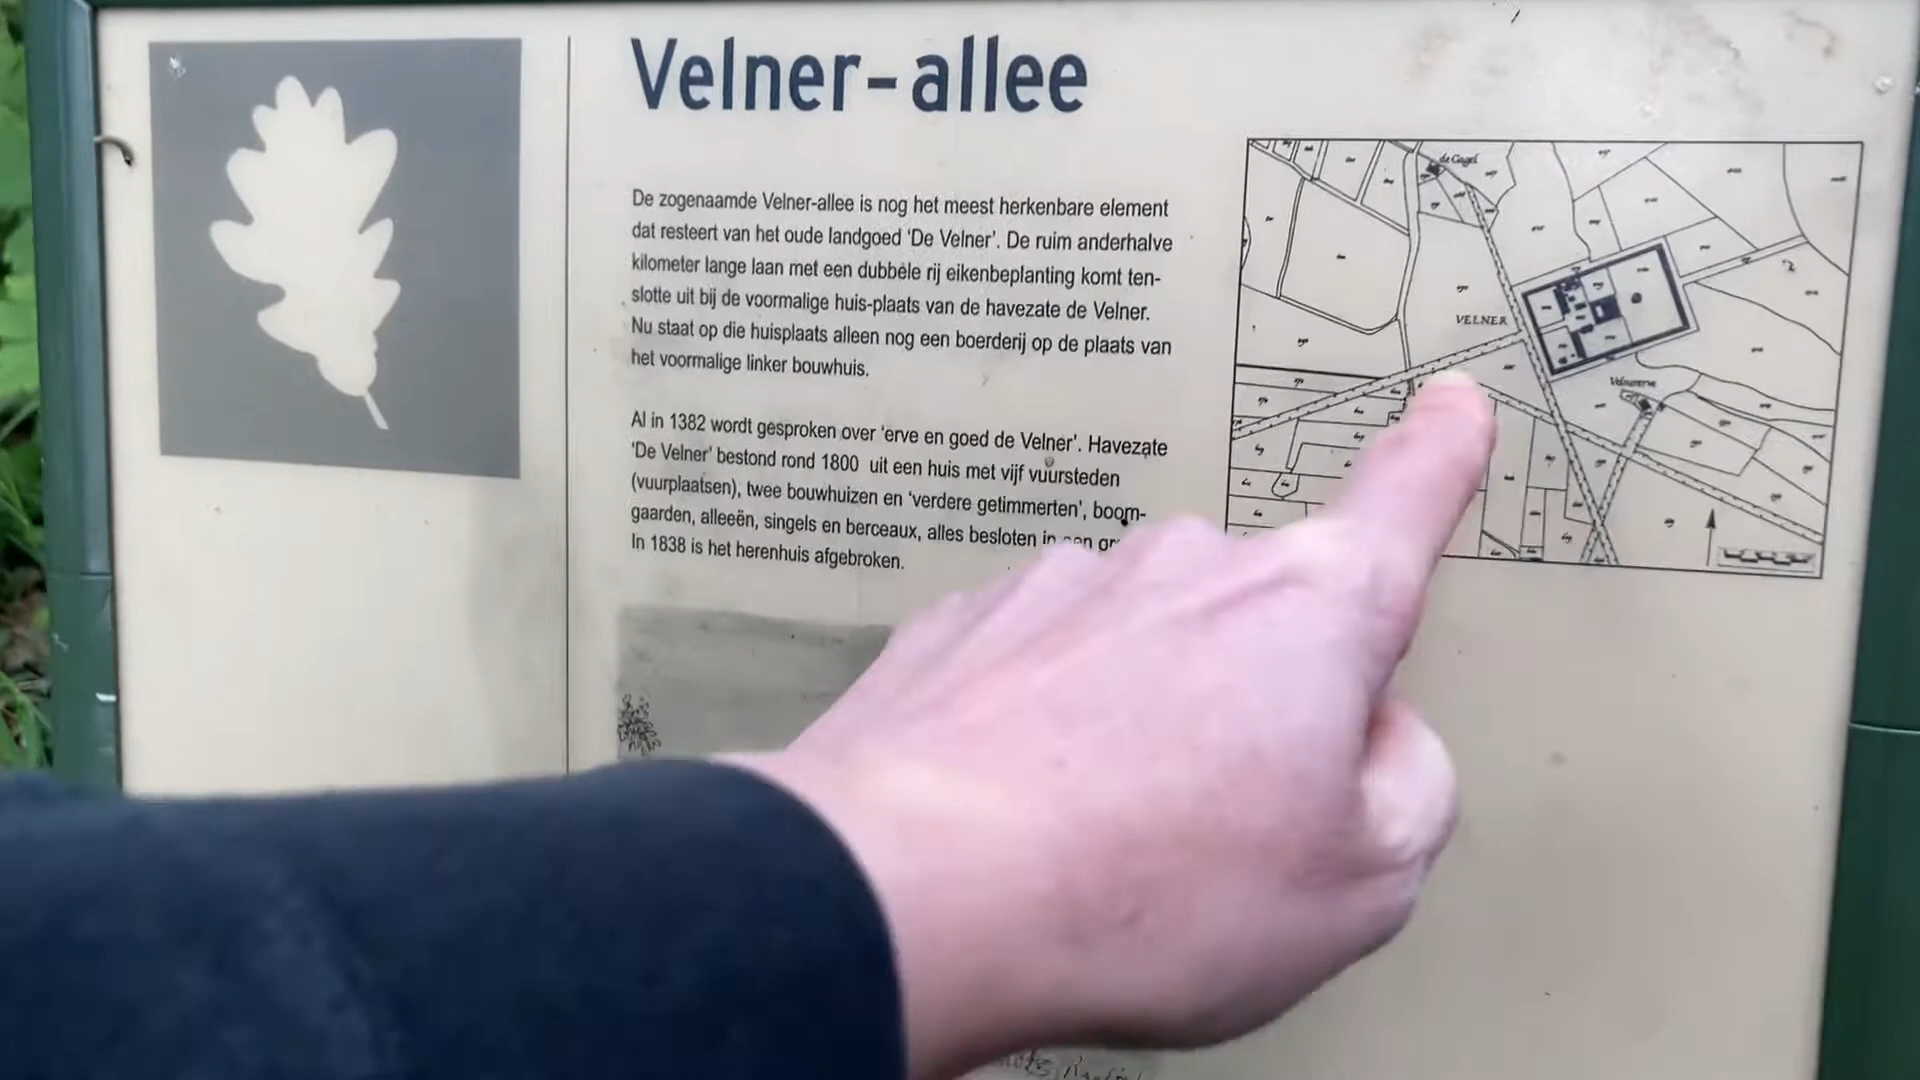 Velner-allee
De zogenaamde Velner-allee is nog het meest herkenbare element
dat resteert van het oude landgoed 'De Velner'. De ruim anderhalve
kilometer lange laan met een dubbele rij eikenbeplanting komt ten-
slotte uit bij de voormalige huis-plaats van de havezate de Velner.
Nu staat op die huisplaats alleen nog een boerderij op de plaats van
het voormalige linker bouwhuis.
Al in 1382 wordt gesproken over 'erve en goed de Velner'. Havezate
'De Velner' bestond rond 1800 uit een huis met vijf vuursteden
(vuurplaatsen), twee bouwhuizen en 'verdere getimmerten', boom-
gaarden, alleeën, singels en berceaux, alles besloten in een
In 1838 is het herenhuis afgebroken.
de Gagel
VELNER